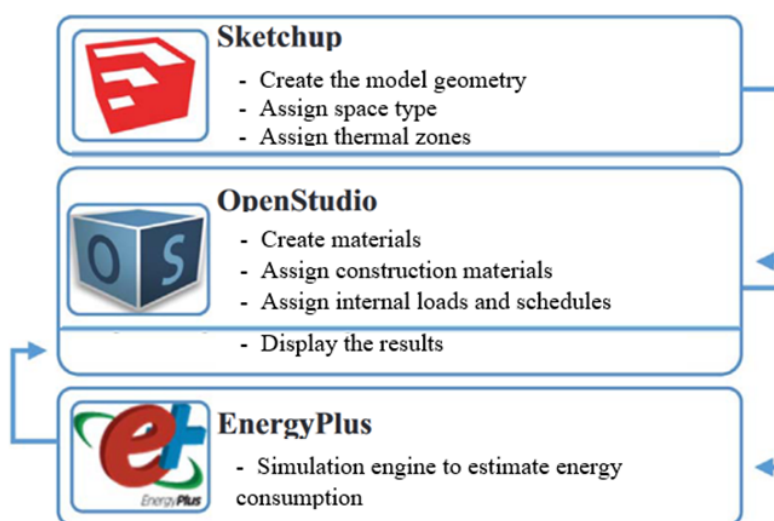 Sketchup
- Create the model geometry
- Assign space type
- Assign thermal zones
OpenStudio
O S
- Create materials
- Assign construction materials
- Assign internal loads and schedules
- Display the results
EnergyPlus
e+
EnergyPlus
- Simulation engine to estimate energy
consumption